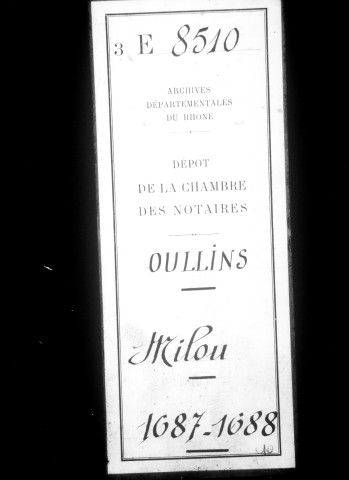 3 E 8510
ARCHIVES
DÉPARTEMENTALES
DU RHONE
DÉPOT
DE LA CHAMBRE
DES NOTAIRES
OULLINS
Milou
1687-1688